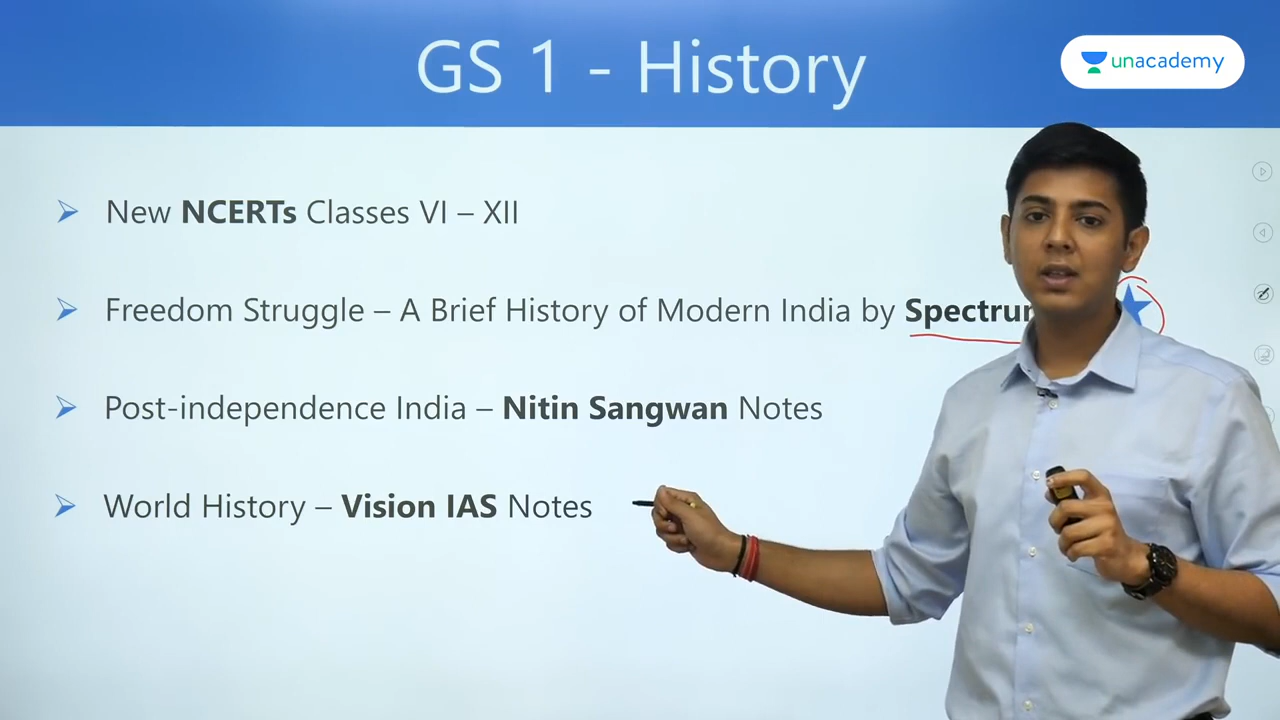 GS 1 - History
unacademy
New NCERTs Classes VI – XII
Freedom Struggle – A Brief History of Modern India by
Post-independence India – Nitin Sangwan Notes
World History – Vision IAS Notes